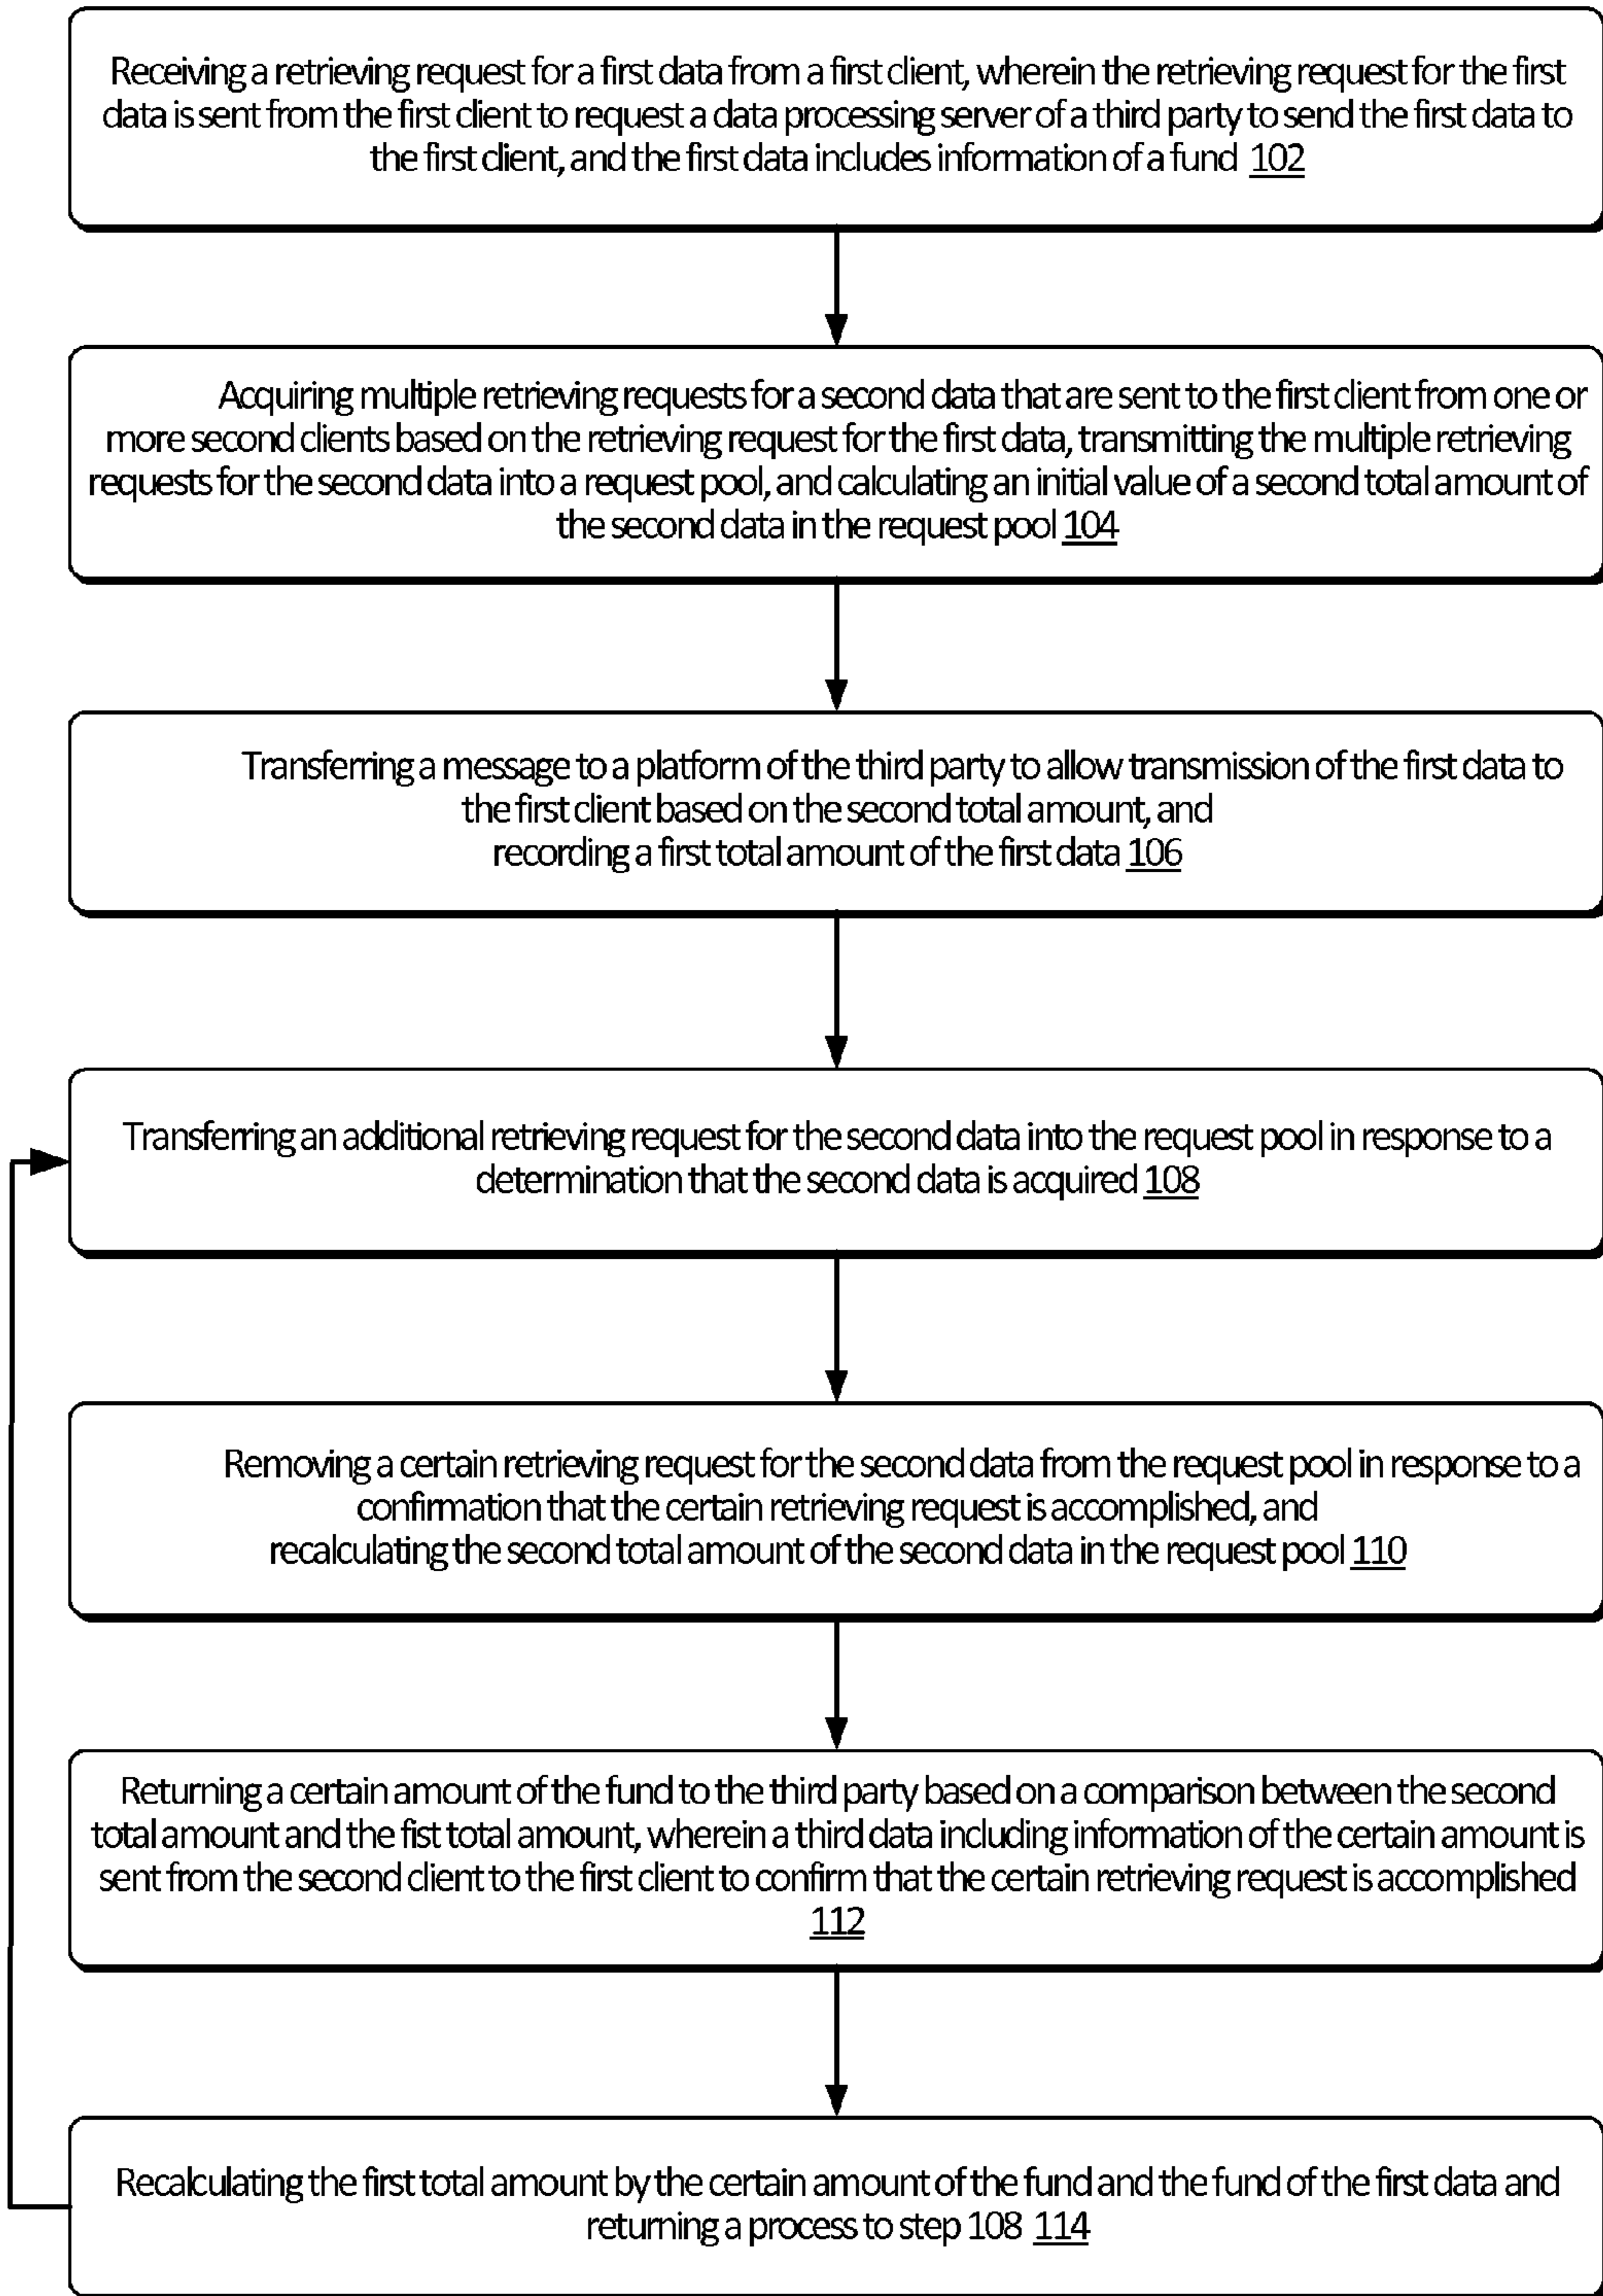 Receiving a retrieving request for a first data from a first client, wherein the retrieving request for the first
data is sent from the first client to request a data processing server of a third party to send the first data to
the first client, and the first data includes information of a fund 102
Acquiring multiple retrieving requests for a second data that are sent to the first client from one or
more second clients based on the retrieving request for the first data, transmitting the multiple retrieving
requests for the second data into a request pool, and calculating an initial value of a second total amount of
the second data in the request pool 104
Transferring a message to a platform of the third party to allow transmission of the first data to
the first client based on the second total amount, and
recording a first total amount of the first data 106
Transferring an additional retrieving request for the second data into the request pool in response to a
determination that the second data is acquired 108
Removing a certain retrieving request for the second data from the request pool in response to a
confirmation that the certain retrieving request is accomplished, and
recalculating the second total amount of the second data in the request pool 110
Returning a certain amount of the fund to the third party based on a comparison between the second
total amount and the fist total amount, wherein a third data including information of the certain amount is
sent from the second client to the first client to confirm that the certain retrieving request is accomplished
112
Recalculating the first total amount by the certain amount of the fund and the fund of the first data and
returning a process to step 108 114